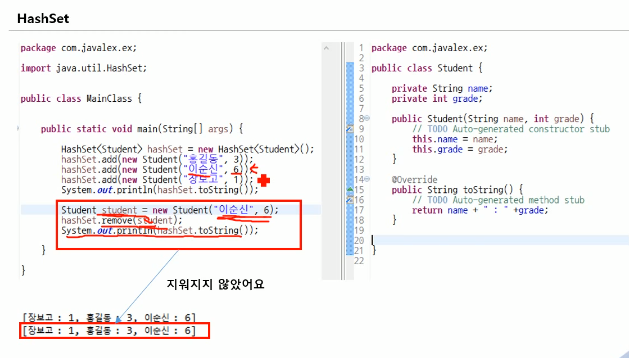 HashSet
package com.javalex.ex;
import java.util.HashSet;
public class MainClass {
public static void main(String[] args) {
HashSet<Student> hashSet = new HashSet<Student>();
hashSet.add(new Student("홍길동", 3));
hashSet.add(new Student("이순신", 6));
hashSet.add(new Student("장보고", 1));
System.out.println(hashSet.toString());
Student student = new Student("이순신", 6);
hashSet.remove(student);
System.out.println(hashSet.toString());
}
}
1 package com.javalex.ex;
2
3 public class Student {
4
5 private String name;
6 private int grade;
7
8 public Student(String name, int grade) {
9 // TODO Auto-generated constructor stub
10 this.name = name;
11 this.grade = grade;
12 }
13
14 @Override
15 public String toString() {
16 // TODO Auto-generated method stub
17 return name + " : " +grade;
18 }
19
20
21 }
22
지워지지 않았어요
[장보고 : 1, 홍길동 : 3, 이순신 : 6]
[장보고 : 1, 홍길동 : 3, 이순신 : 6]